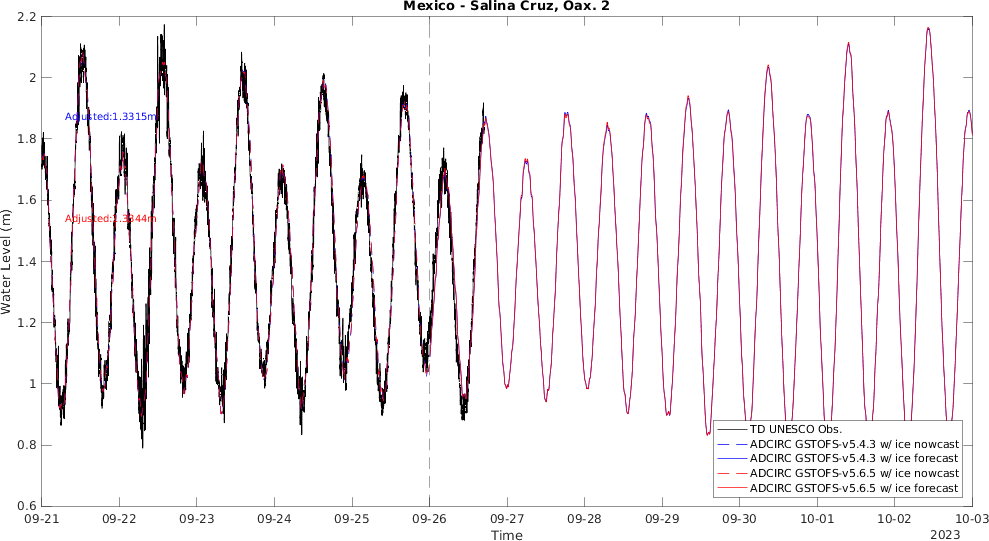 Mexico - Salina Cruz, Oax. 2
2.2
2
1.8
1.6
1.4
1.2
1
0.8
0.6
Water Level (m)
Adjusted:1.3315m
Adjusted:1.3344m
TD UNESCO Obs.
ADCIRC GSTOFS-v5.4.3 w/ ice nowcast
ADCIRC GSTOFS-v5.4.3 w/ ice forecast
ADCIRC GSTOFS-v5.6.5 w/ ice nowcast
ADCIRC GSTOFS-v5.6.5 w/ ice forecast
09-21 09-22 09-23 09-24 09-25 09-26 09-27 09-28 09-29 09-30 10-01 10-02 10-03
Time
2023